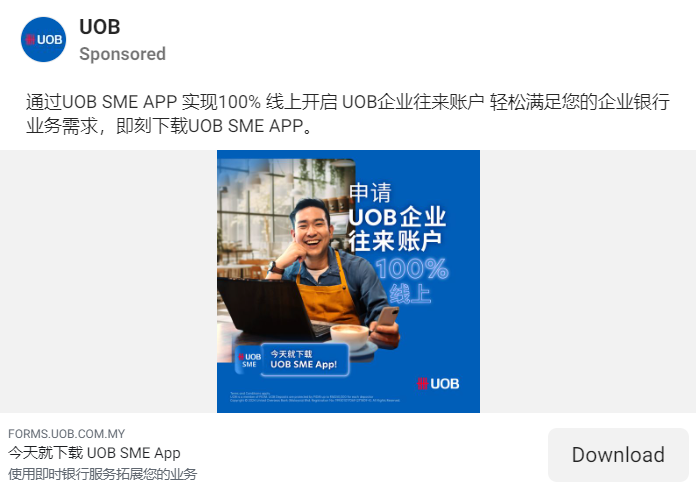 UOB
UOB
Sponsored
通过UOB SME APP 实现100% 线上开启 UOB企业往来账户 轻松满足您的企业银行
业务需求，即刻下载UOB SME APP。
申请
UOB企业
往来账户
100%
线上
UOB
SME
今天就下载
UOB SME App!
UOB
FORMS.UOB.COM.MY
今天就下载 UOB SME App
使用即时银行服务拓展您的业务
Download